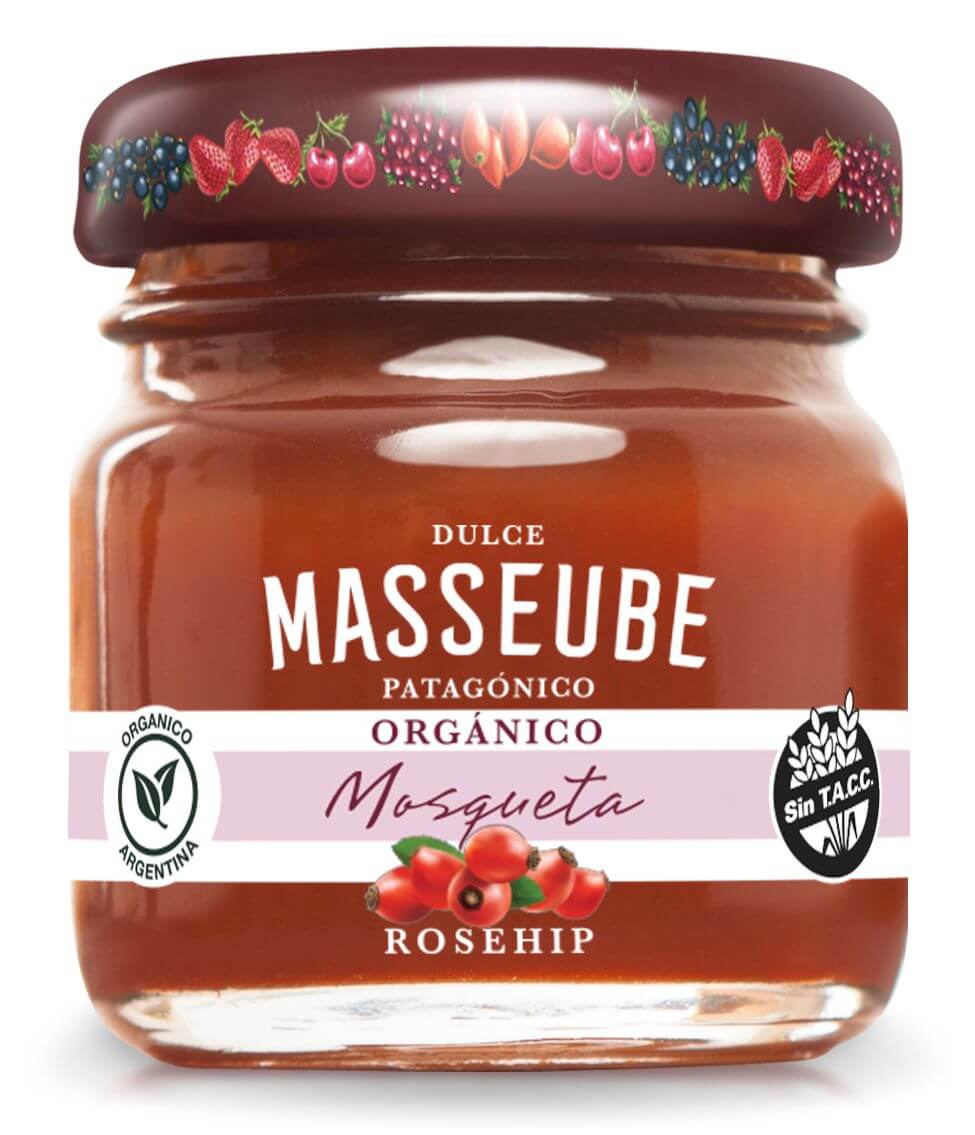 DULCE
MASSEUBE
PATAGÓNICO
ORGÁNICO
Mosqueta
ROSEHIP
ORGANICO
ARGENTINA
Sin T.A.C.C.